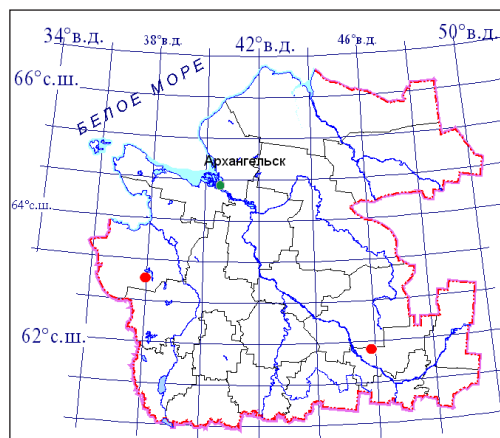 34°в.д.
38°в.д.
42°в.д.
46°в.д.
50°в.д.
66°с.ш.
БЕЛОЕ МОРЕ
Архангельск
64°с.ш.
62°с.ш.